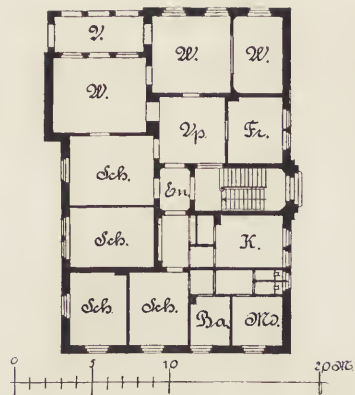 V. W. W.
W.
Vp. Fr.
Sch.
En.
Sch. K.
Sch. Sch. Ba. Md.
0 5 10 20 M.